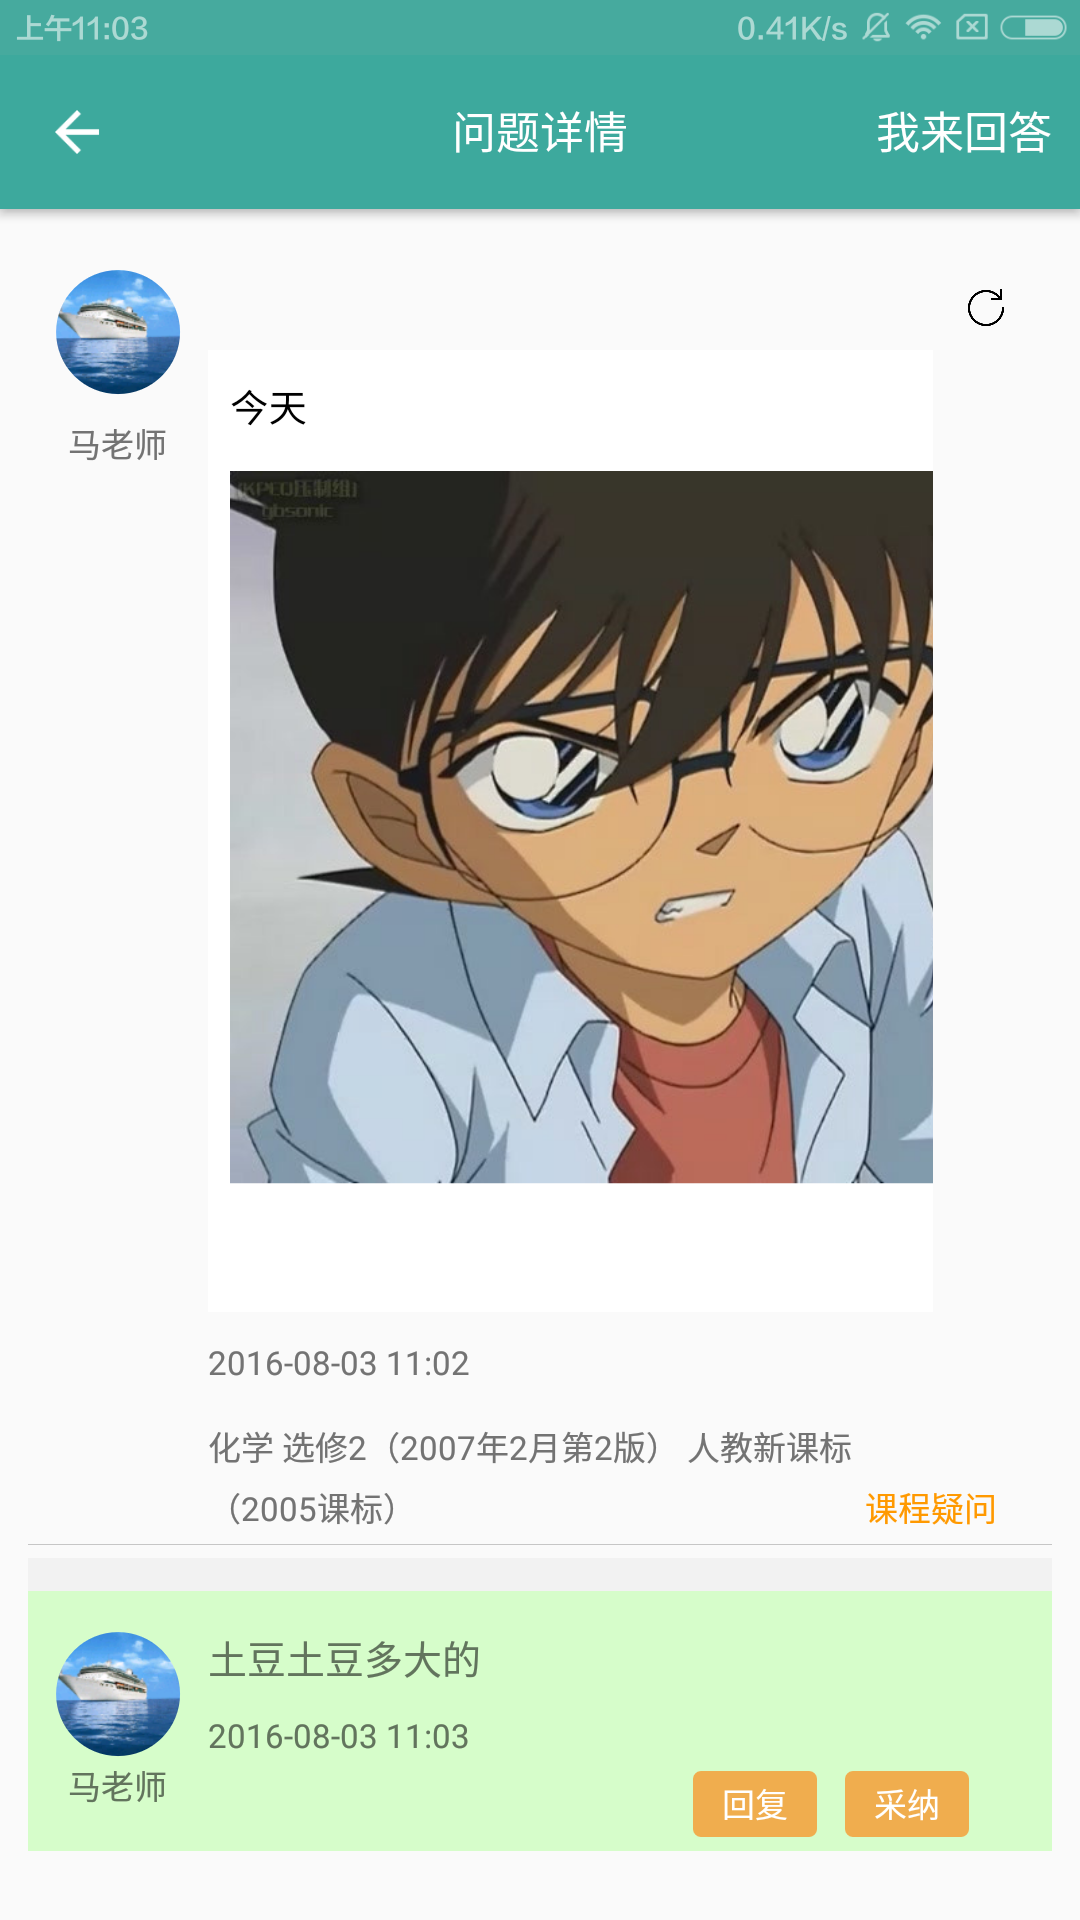 上午11:03
0.41K/s
问题详情
我来回答
马老师
今天
[KPEO压制组]
gbsonic
2016-08-03 11:02
化学 选修2（2007年2月第2版） 人教新课标
（2005课标）
课程疑问
土豆土豆多大的
2016-08-03 11:03
马老师
回复
采纳